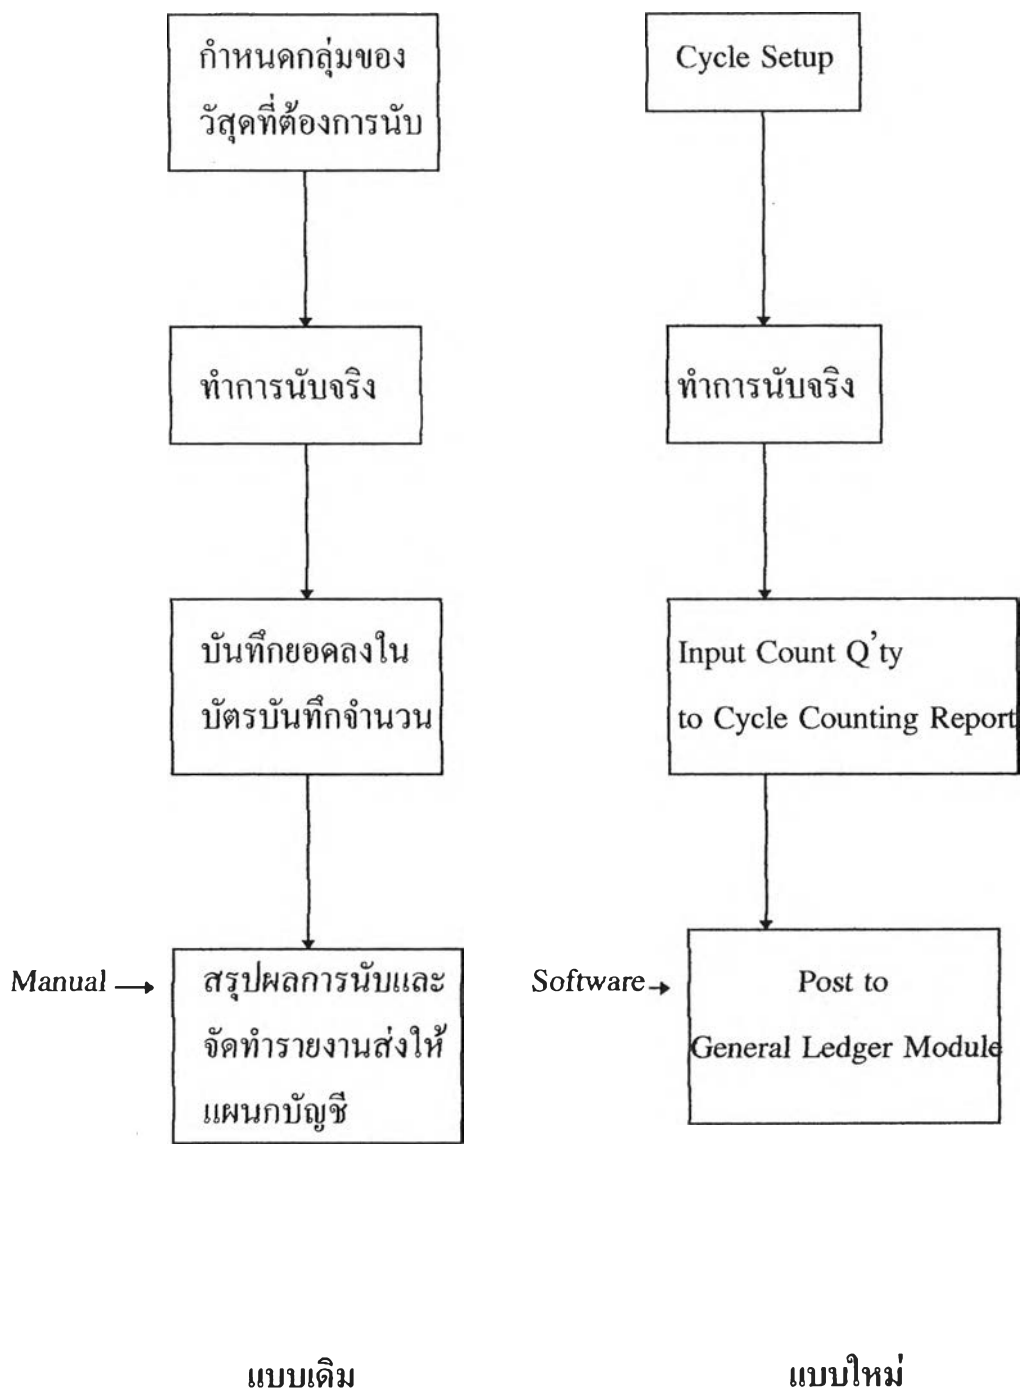 กำหนดกลุ่มของ
วัสุดที่ต้องการนับ
ทำการนับจริง
บันทึกยอดลงใน
บัตรบันทึกจำนวน
Manual
สรุปผลการนับและ
จัดทำรายงานส่งให้
แผนกบัญชี
แบบเดิม
Cycle Setup
ทำการนับจริง
Input Count Q'ty
to Cycle Counting Report
Software
Post to
General Ledger Module
แบบใหม่